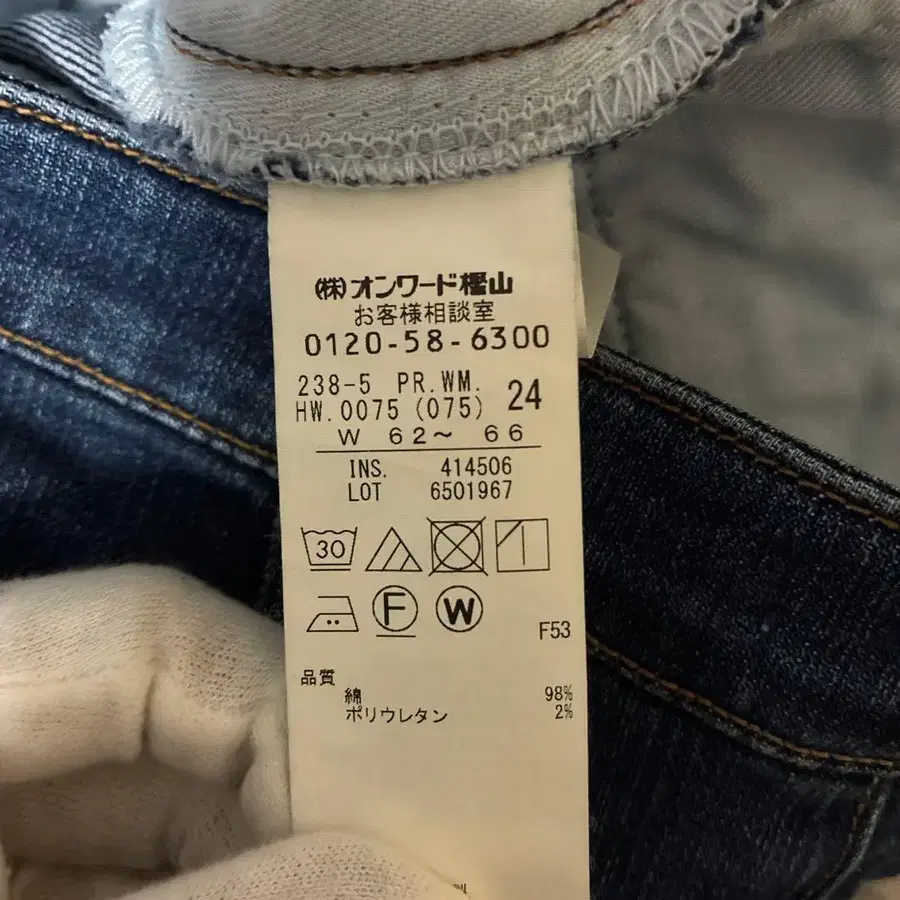 (株)オンワード樫山
お客様相談室
0120-58-6300
238-5 PR.WM. 24
HW.0075 (075)
W 62～ 66
INS. 414506
LOT 6501967
30
F W
F53
品質
綿 98%
ポリウレタン 2%